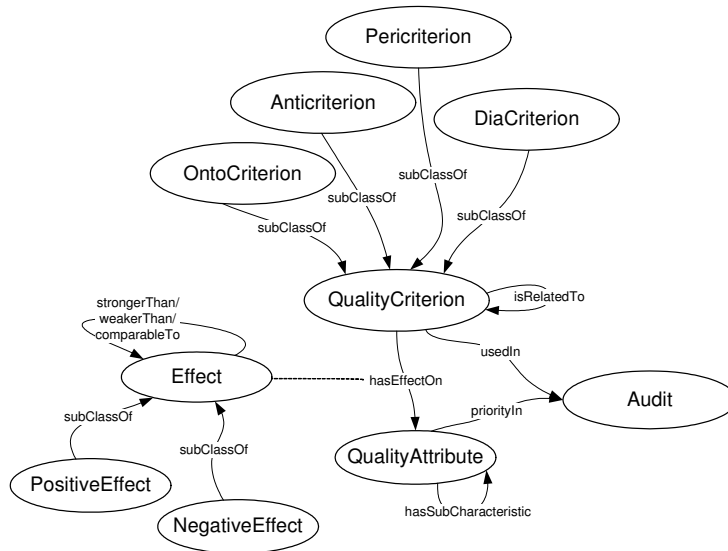 Pericriterion
Anticriterion
DiaCriterion
OntoCriterion
subClassOf
subClassOf
subClassOf
subClassOf
QualityCriterion
isRelatedTo
strongerThan/
weakerThan/
comparableTo
usedIn
Effect
hasEffectOn
Audit
subClassOf
priorityIn
subClassOf
QualityAttribute
PositiveEffect
hasSubCharacteristic
NegativeEffect